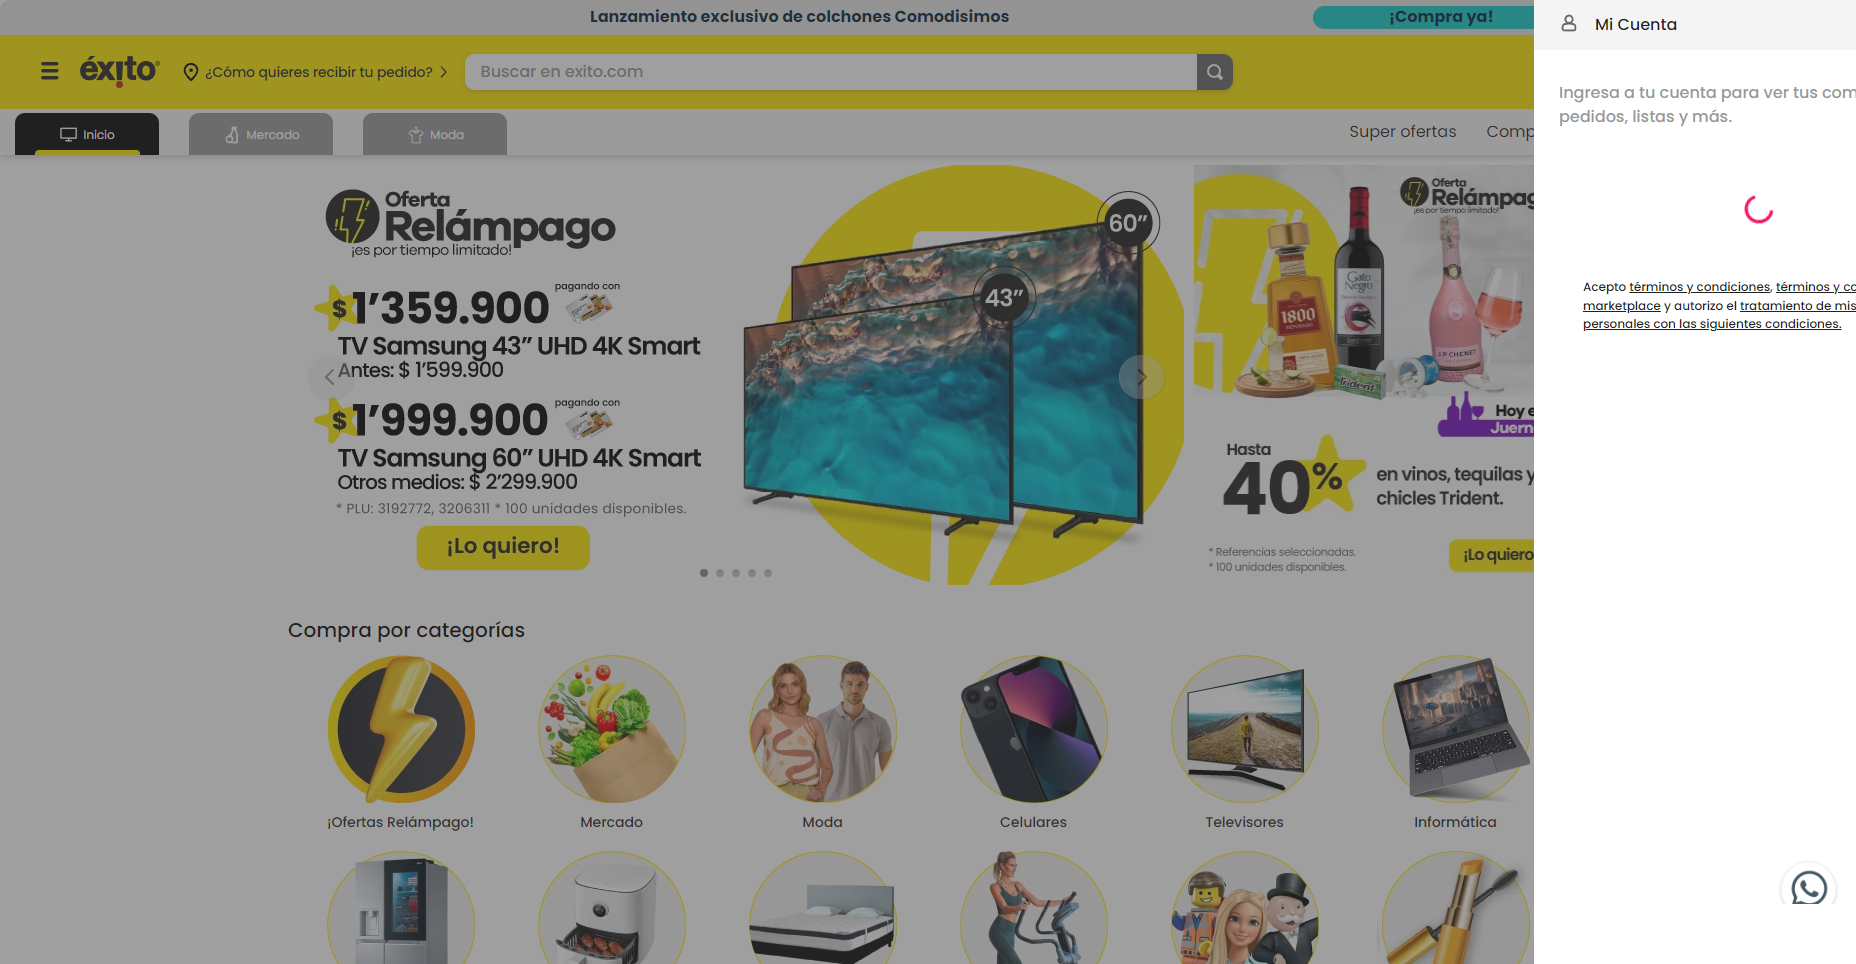 Lanzamiento exclusivo de colchones Comodisimos
¡Compra ya!
Mi Cuenta
éxito
¿Cómo quieres recibir tu pedido?
Buscar en exito.com
Inicio
Mercado
Moda
Super ofertas
Comp
Ingresa a tu cuenta para ver tus com
pedidos, listas y más.
Acepto términos y condiciones, términos y co
marketplace y autorizo el tratamiento de mis
personales con las siguientes condiciones.
Oferta
Relámpago
¡es por tiempo limitado!
$1’359.900
pagando con
TV Samsung 43” UHD 4K Smart
Antes: $ 1’599.900
$1’999.900
pagando con
TV Samsung 60” UHD 4K Smart
Otros medios: $ 2’299.900
* PLU: 3192772, 3206311 * 100 unidades disponibles.
¡Lo quiero!
60”
43”
Oferta
Relámpag
¡es por tiempo limitado!
Gato
Negro
1800
J.P. CHENET
Trident
Hoy e
Juern
Hasta
40%
en vinos, tequilas y
chicles Trident.
* Referencias seleccionadas.
* 100 unidades disponibles.
¡Lo quiero
Compra por categorías
¡Ofertas Relámpago!
Mercado
Moda
Celulares
Televisores
Informática